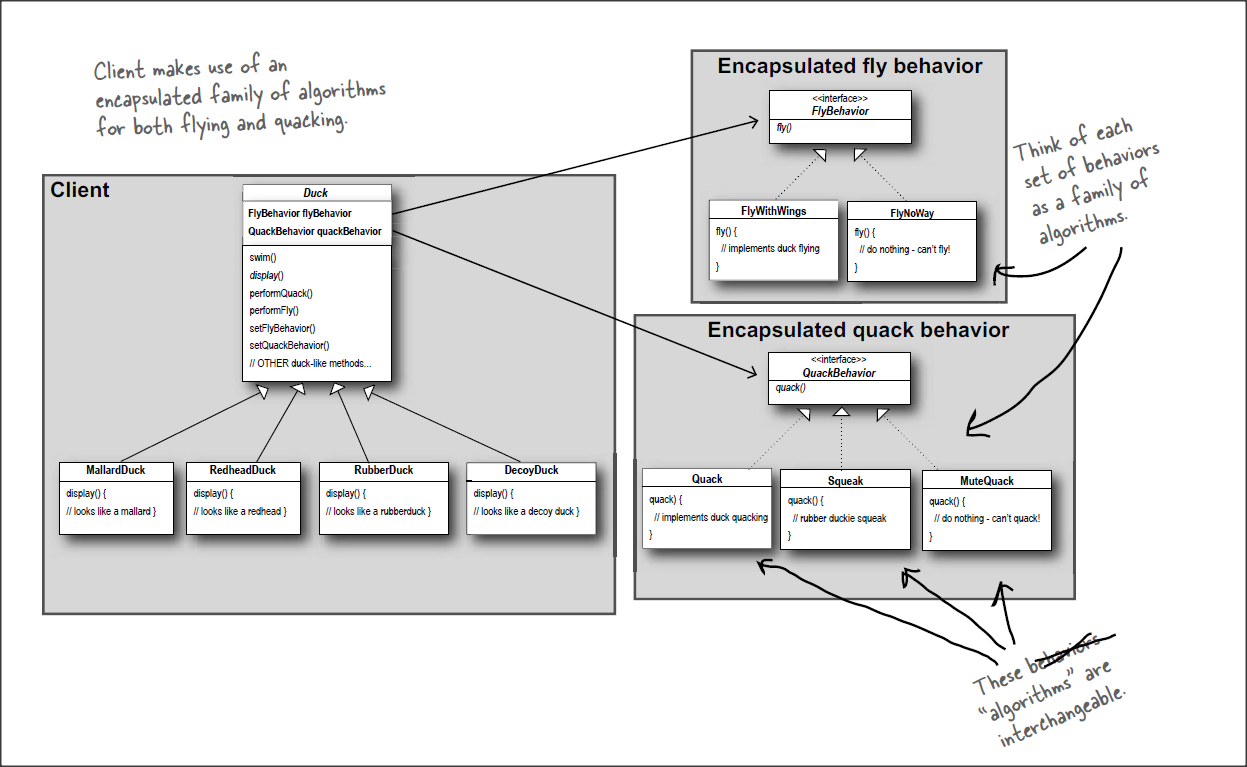 Client makes use of an
encapsulated family of algorithms
for both flying and quacking.
Client
Duck
FlyBehavior flyBehavior
QuackBehavior quackBehavior
swim()
display()
performQuack()
performFly()
setFlyBehavior()
setQuackBehavior()
// OTHER duck-like methods...
MallardDuck
display() {
// looks like a mallard }
RedheadDuck
display() {
// looks like a redhead }
RubberDuck
display() {
// looks like a rubberduck }
DecoyDuck
display() {
// looks like a decoy duck }
Encapsulated fly behavior
<<interface>>
FlyBehavior
fly()
FlyWithWings
fly() {
// implements duck flying
}
FlyNoWay
fly() {
// do nothing - can't fly!
}
Think of each
set of behaviors
as a family of
algorithms.
Encapsulated quack behavior
<<interface>>
QuackBehavior
quack()
Quack
quack) {
// implements duck quacking
}
Squeak
quack() {
// rubber duckie squeak
}
MuteQuack
quack() {
// do nothing - can't quack!
}
These behaviors
“algorithms” are
interchangeable.